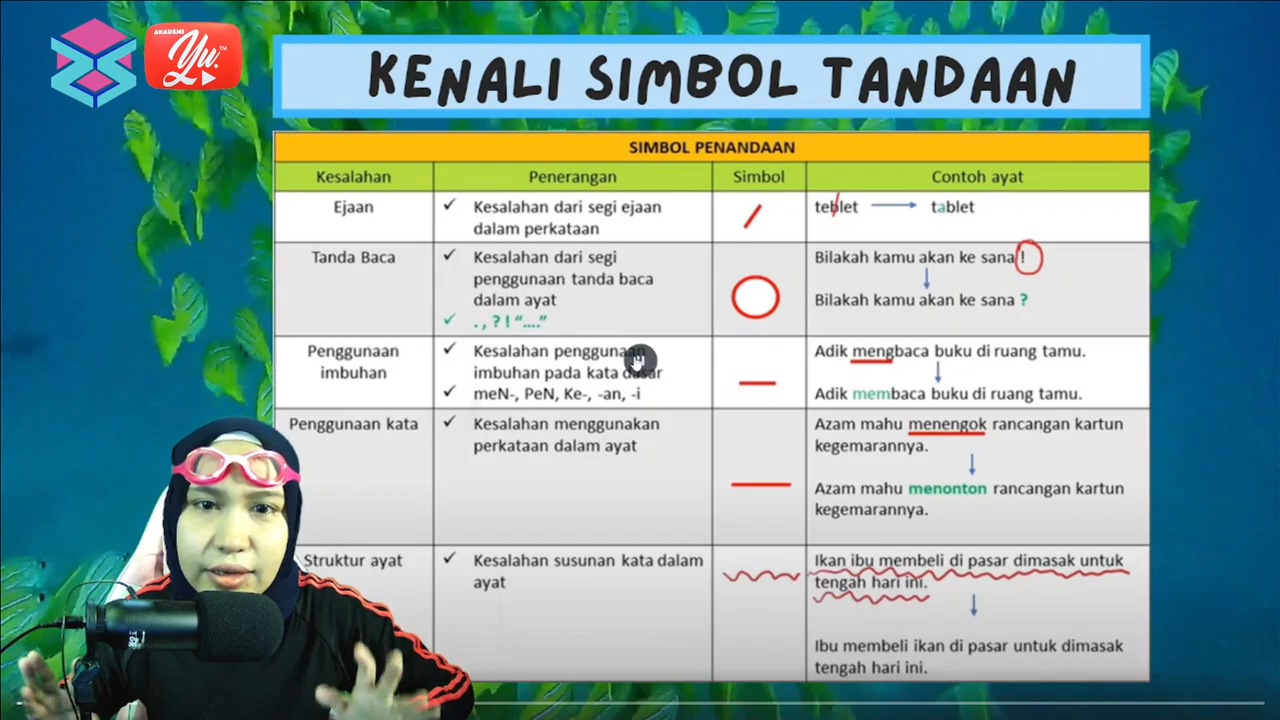 AKADEMI
Yu.™
KENALI SIMBOL TANDAAN
SIMBOL PENANDAAN
Kesalahan Penerangan Simbol Contoh ayat
Ejaan
✓ Kesalahan dari segi ejaan
dalam perkataan
/
teblet → tablet
Tanda Baca
✓ Kesalahan dari segi
penggunaan tanda baca
dalam ayat
✓ . , ? ! “....”
Bilakah kamu akan ke sana !
Bilakah kamu akan ke sana ?
Penggunaan
imbuhan
✓ Kesalahan penggunaan
imbuhan pada kata dasar
✓ meN-, PeN, Ke-, -an, -i
Adik mengbaca buku di ruang tamu.
Adik membaca buku di ruang tamu.
Penggunaan kata
✓ Kesalahan menggunakan
perkataan dalam ayat
Azam mahu menengok rancangan kartun
kegemarannya.
Azam mahu menonton rancangan kartun
kegemarannya.
Struktur ayat
✓ Kesalahan susunan kata dalam
ayat
Ikan ibu membeli di pasar dimasak untuk
tengah hari ini.
Ibu membeli ikan di pasar untuk dimasak
tengah hari ini.